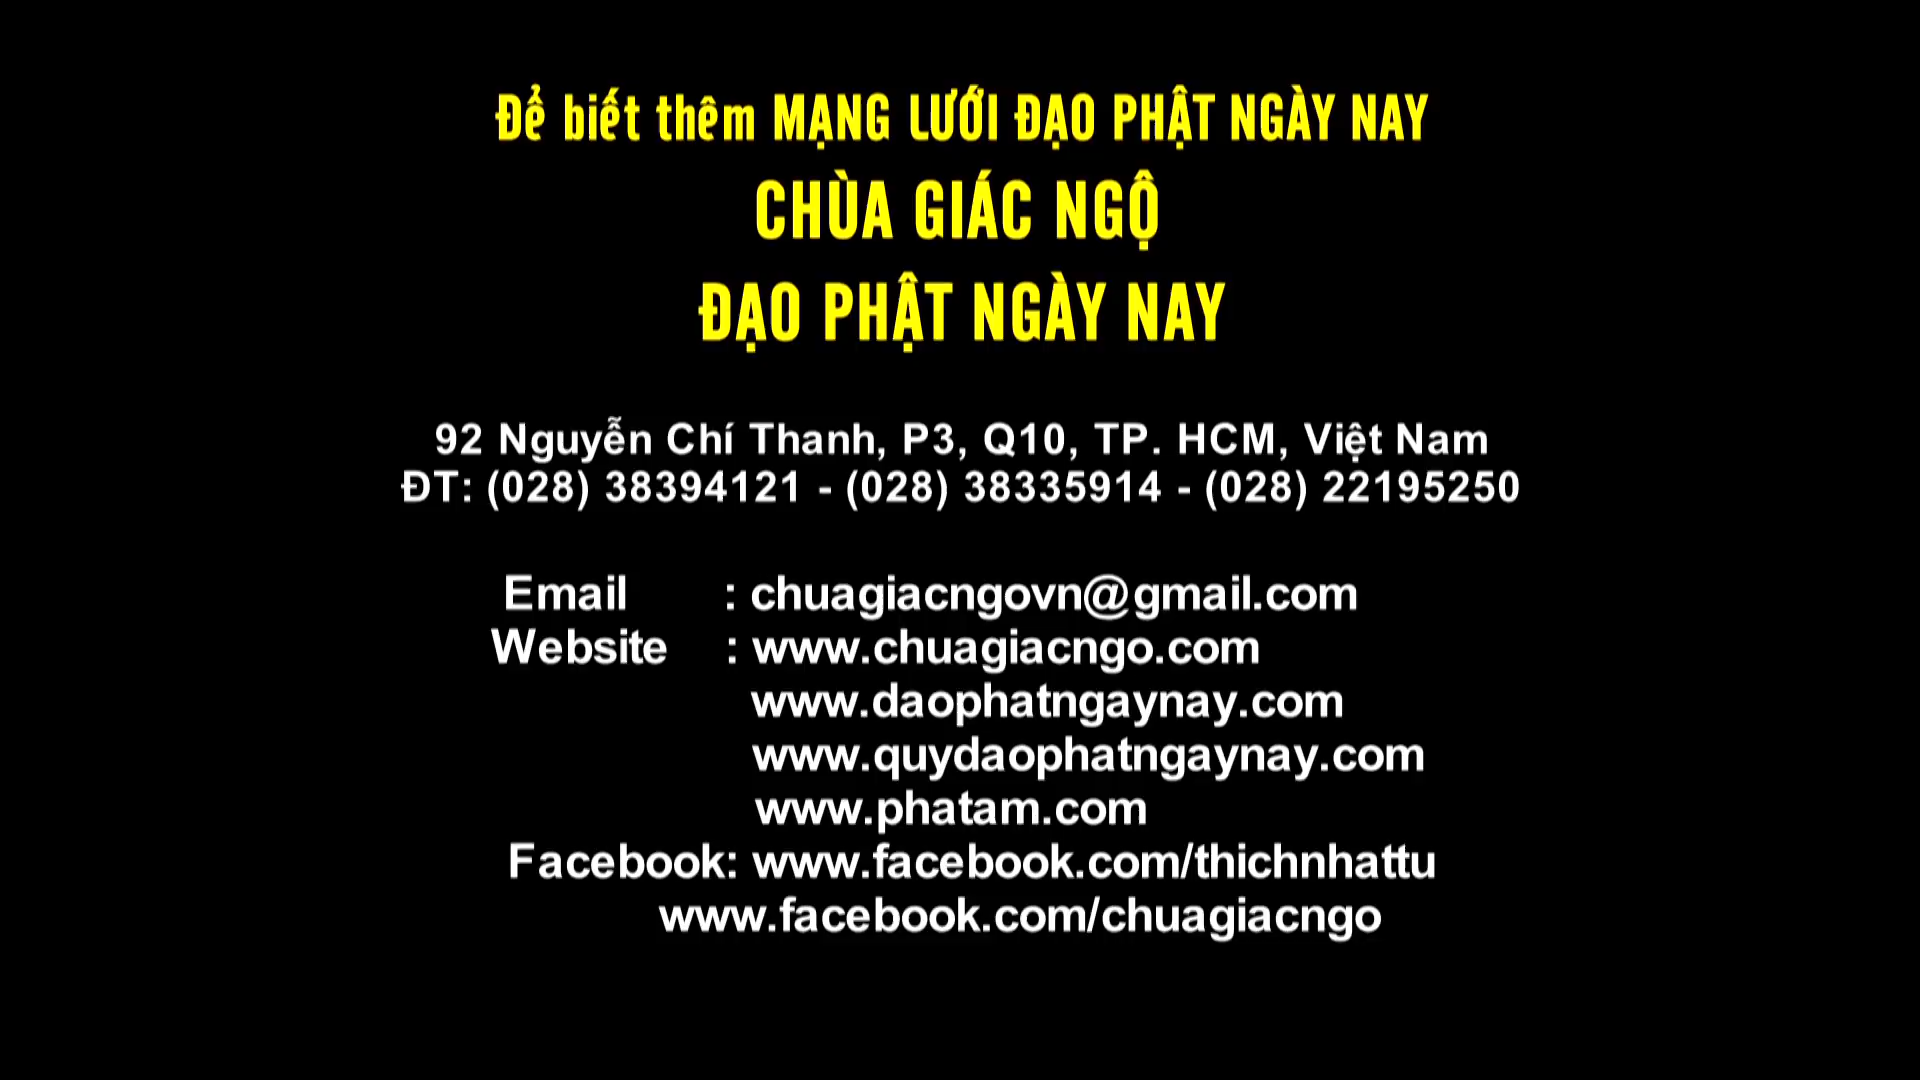 Để biết thêm MẠNG LƯỚI ĐẠO PHẬT NGÀY NAY
CHÙA GIÁC NGỘ
ĐẠO PHẬT NGÀY NAY
92 Nguyễn Chí Thanh, P3, Q10, TP. HCM, Việt Nam
ĐT: (028) 38394121 - (028) 38335914 - (028) 22195250
Email : chuagiacngovn@gmail.com
Website : www.chuagiacngo.com
www.daophatngaynay.com
www.quydaophatngaynay.com
www.phatam.com
Facebook: www.facebook.com/thichnhattu
www.facebook.com/chuagiacngo